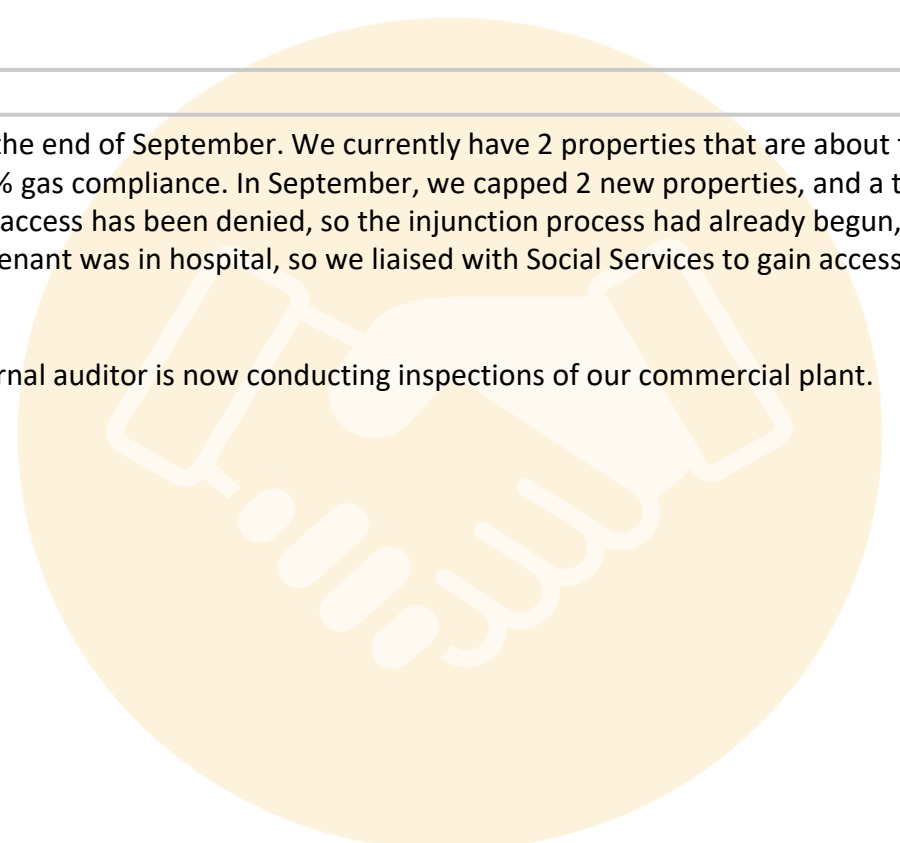 the end of September. We currently have 2 properties that are about
% gas compliance. In September, we capped 2 new properties, and a
access has been denied, so the injunction process had already begun,
enant was in hospital, so we liaised with Social Services to gain access
rnal auditor is now conducting inspections of our commercial plant.